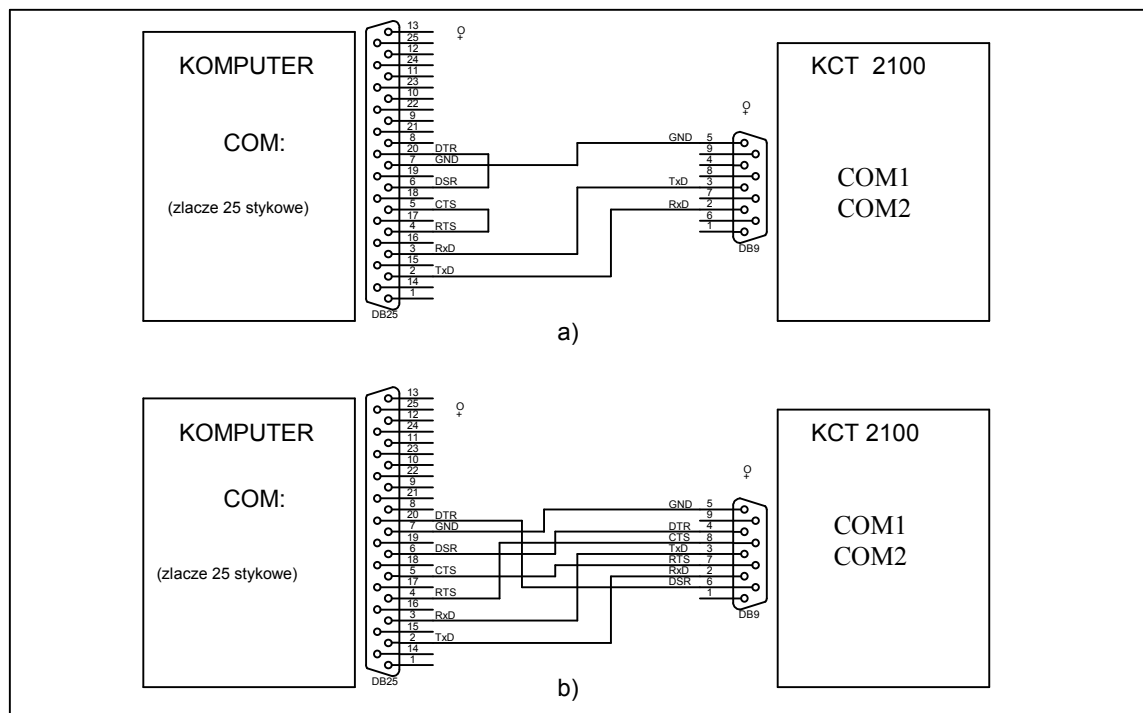 KOMPUTER
COM:
(zlacze 25 stykowe)
13
25
12
24
11
23
10
22
9
21
8
20 DTR
7 GND
19
6 DSR
18
5 CTS
17
4 RTS
16
3 RxD
15
2 TxD
14
1
DB25
GND 5
9
4
8
TxD 3
7
RxD 2
6
1
DB9
KCT 2100
COM1
COM2
a)
KOMPUTER
COM:
(zlacze 25 stykowe)
13
25
12
24
11
23
10
22
9
21
8
20 DTR
7 GND
19
6 DSR
18
5 CTS
17
4 RTS
16
3 RxD
15
2 TxD
14
1
DB25
GND 5
9
DTR 4
CTS 8
TxD 3
RTS 7
RxD 2
DSR 6
1
DB9
KCT 2100
COM1
COM2
b)